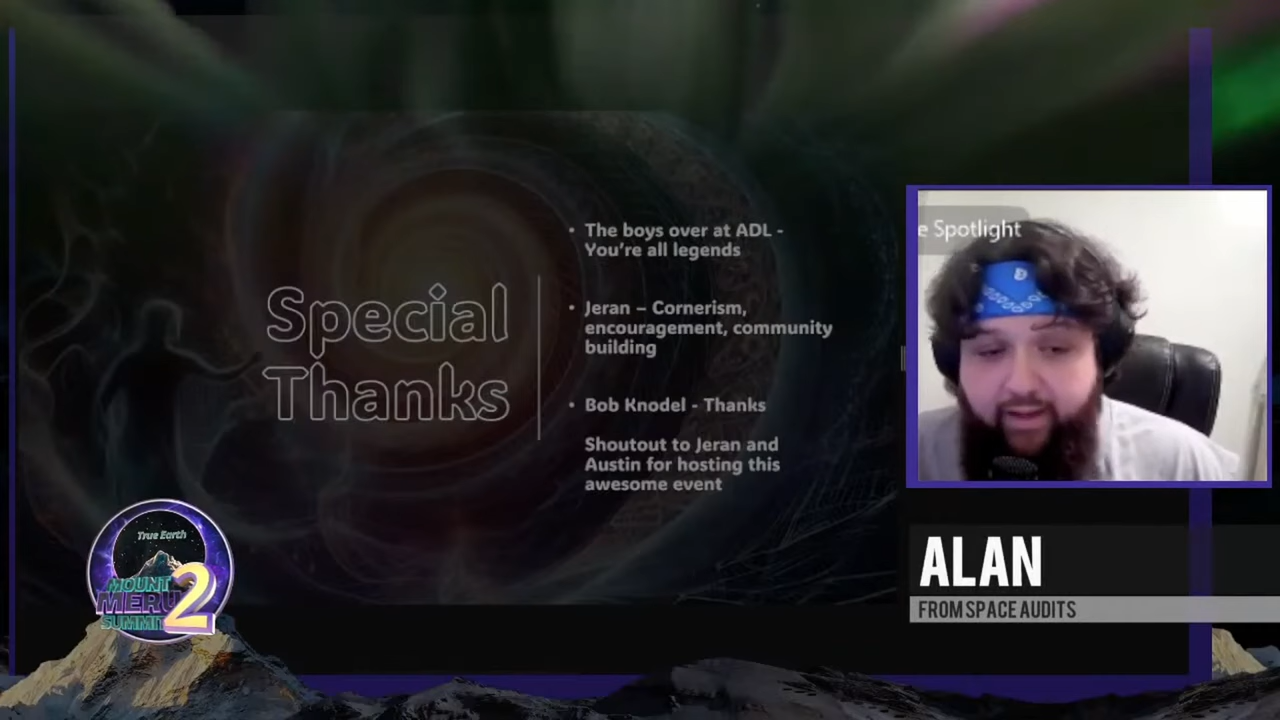 Special
Thanks
• The boys over at ADL -
You're all legends
• Jeran – Cornerism,
encouragement, community
building
• Bob Knodel - Thanks
Shoutout to Jeran and
Austin for hosting this
awesome event
e Spotlight
ALAN
FROM SPACE AUDITS
True Earth
MOUNT
MERU
SUMMIT
2